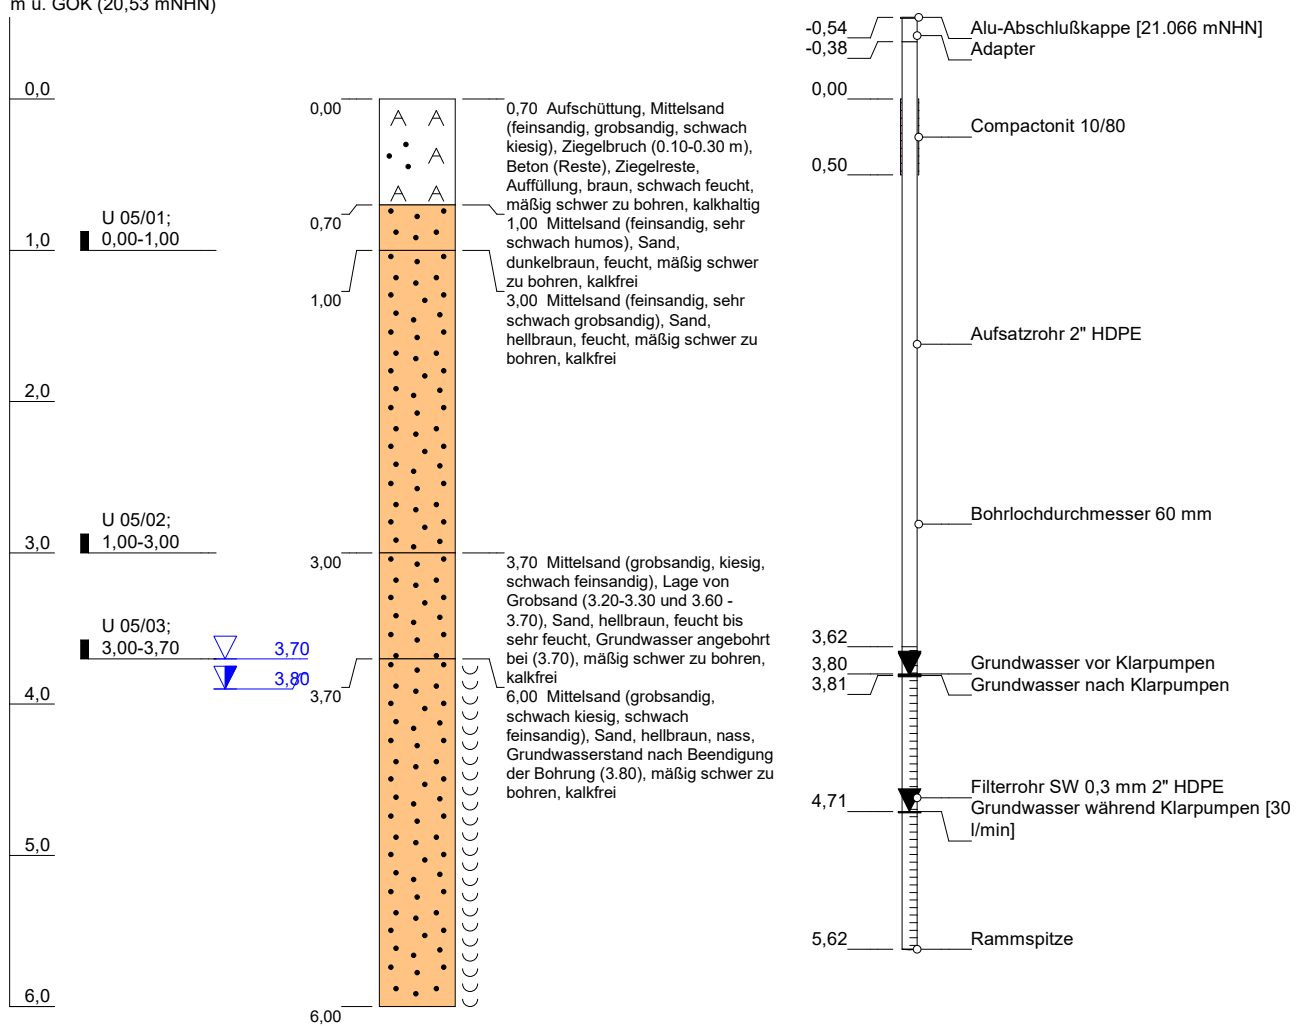 m u. GOK (20,53 mNHN)
0,0
1,0
2,0
3,0
4,0
5,0
6,0
U 05/01;
0,00-1,00
U 05/02;
1,00-3,00
U 05/03;
3,00-3,70
3,70
3,80
0,00
0,70
1,00
3,00
3,70
6,00
0,70 Aufschüttung, Mittelsand
(feinsandig, grobsandig, schwach
kiesig), Ziegelbruch (0.10-0.30 m),
Beton (Reste), Ziegelreste,
Auffüllung, braun, schwach feucht,
mäßig schwer zu bohren, kalkhaltig
1,00 Mittelsand (feinsandig, sehr
schwach humos), Sand,
dunkelbraun, feucht, mäßig schwer
zu bohren, kalkfrei
3,00 Mittelsand (feinsandig, sehr
schwach grobsandig), Sand,
hellbraun, feucht, mäßig schwer zu
bohren, kalkfrei
3,70 Mittelsand (grobsandig, kiesig,
schwach feinsandig), Lage von
Grobsand (3.20-3.30 und 3.60 -
3.70), Sand, hellbraun, feucht bis
sehr feucht, Grundwasser angebohrt
bei (3.70), mäßig schwer zu bohren,
kalkfrei
6,00 Mittelsand (grobsandig,
schwach kiesig, schwach
feinsandig), Sand, hellbraun, nass,
Grundwasserstand nach Beendigung
der Bohrung (3.80), mäßig schwer zu
bohren, kalkfrei
-0,54
-0,38
0,00
0,50
3,62
3,80
3,81
4,71
5,62
Alu-Abschlußkappe [21.066 mNHN]
Adapter
Compactonit 10/80
Aufsatzrohr 2" HDPE
Bohrlochdurchmesser 60 mm
Grundwasser vor Klarpumpen
Grundwasser nach Klarpumpen
Filterrohr SW 0,3 mm 2" HDPE
Grundwasser während Klarpumpen [30
l/min]
Rammspitze